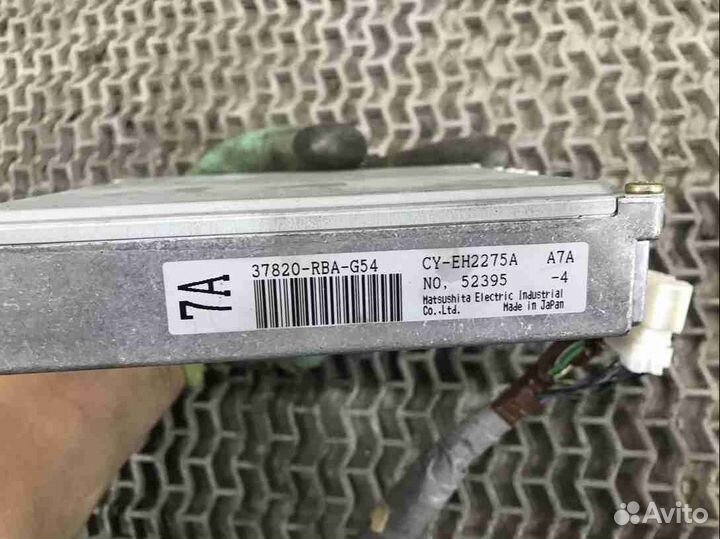 7A
37820-RBA-G54
CY-EH2275A A7A
NO, 52395 -4
Matsushita Electric Industrial
Co.,Ltd. Made in Japan
Avito